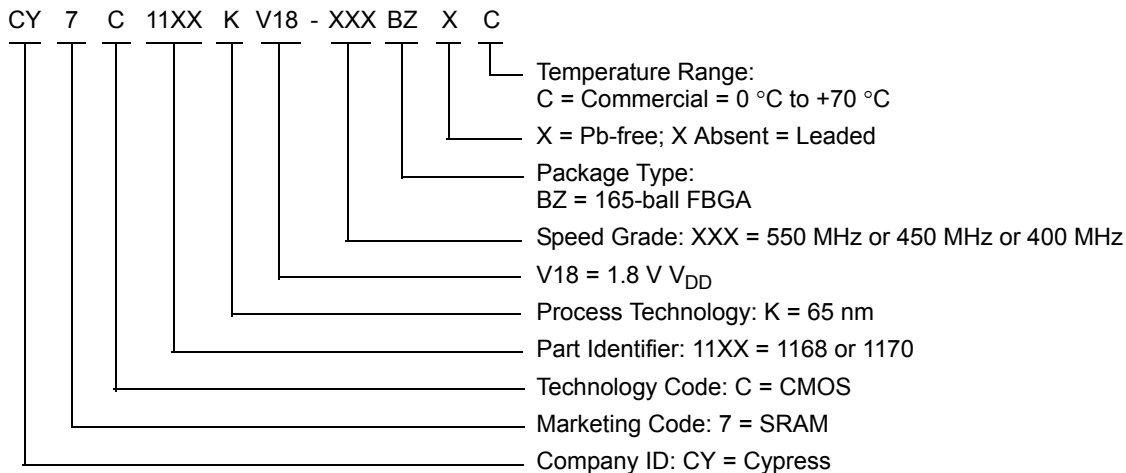 CY 7 C 11XX K V18 - XXX BZ X C
Temperature Range:
C = Commercial = 0 °C to +70 °C
X = Pb-free; X Absent = Leaded
Package Type:
BZ = 165-ball FBGA
Speed Grade: XXX = 550 MHz or 450 MHz or 400 MHz
V18 = 1.8 V VDD
Process Technology: K = 65 nm
Part Identifier: 11XX = 1168 or 1170
Technology Code: C = CMOS
Marketing Code: 7 = SRAM
Company ID: CY = Cypress